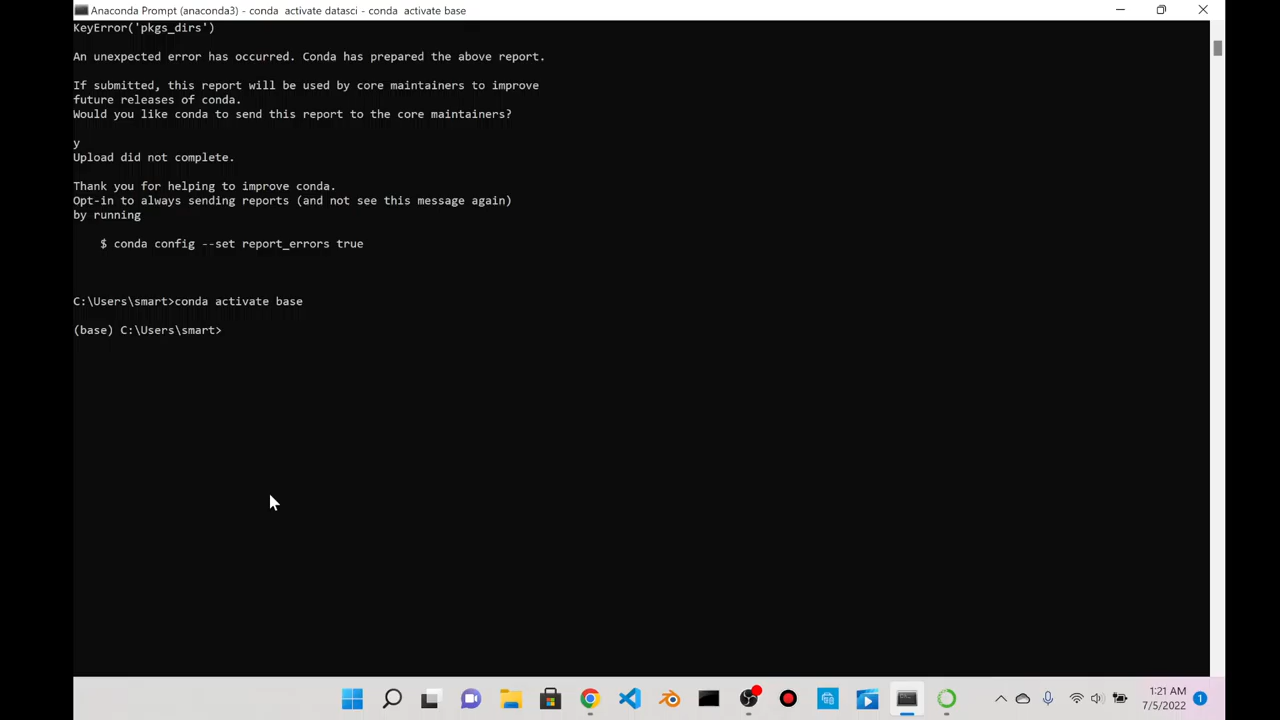 Anaconda Prompt (anaconda3) - conda activate datasci - conda activate base
KeyError('pkgs_dirs')
An unexpected error has occurred. Conda has prepared the above report.
If submitted, this report will be used by core maintainers to improve
future releases of conda.
Would you like conda to send this report to the core maintainers?
y
Upload did not complete.
Thank you for helping to improve conda.
Opt-in to always sending reports (and not see this message again)
by running
$ conda config --set report_errors true
C:\Users\smart>conda activate base
(base) C:\Users\smart>
1:21 AM
7/5/2022
1